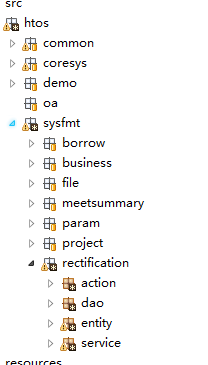 src
htos
common
coresys
demo
oa
sysfmt
borrow
business
file
meetsummary
param
project
rectification
action
dao
entity
service
resources